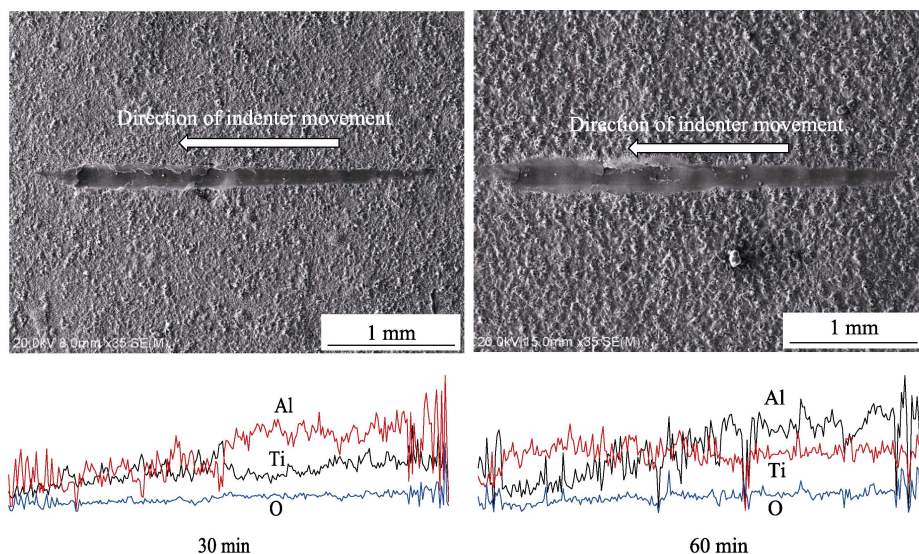 Direction of indenter movement
1 mm
20.0kV 8.0mm x35 SE(M)
Direction of indenter movement
1 mm
20.0kV 15.0mm x35 SE(M)
Al
Ti
O
30 min
Al
Ti
O
60 min